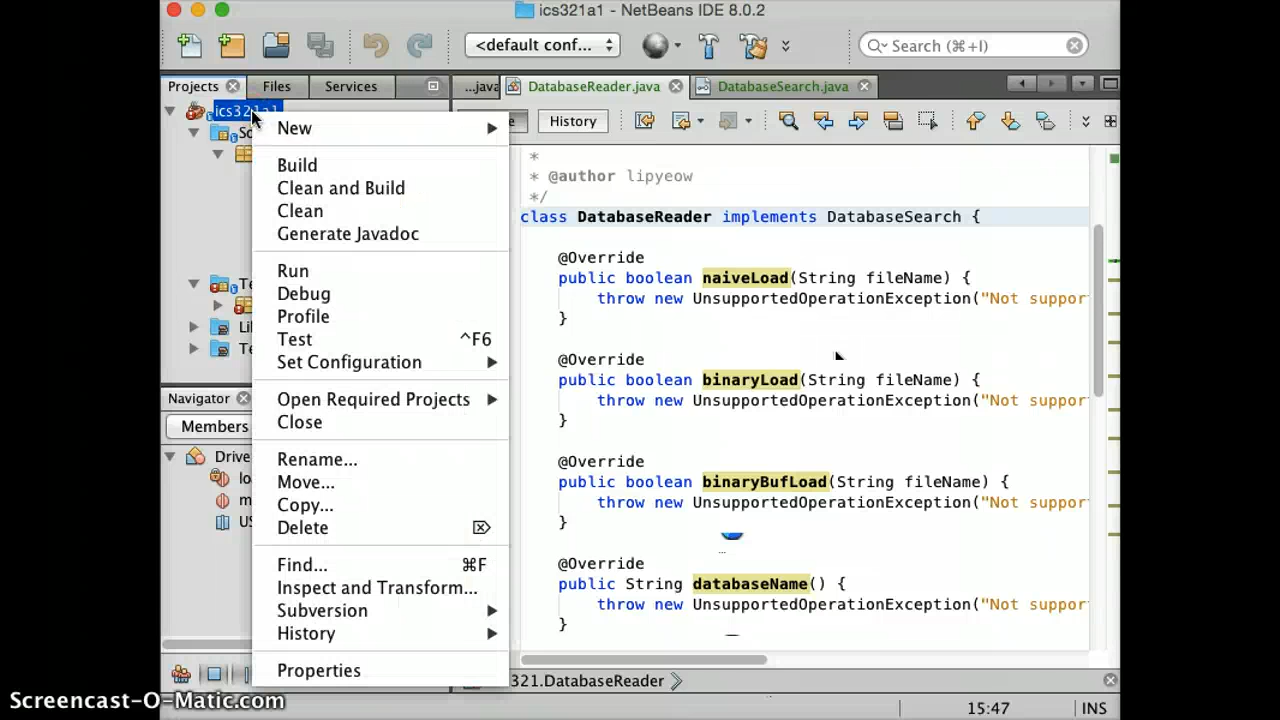 ics321a1 - NetBeans IDE 8.0.2
<default conf...
Search (⌘+I)
Projects
Files
Services
...java
DatabaseReader.java
DatabaseSearch.java
ics321a1
History
New
Build
Clean and Build
Clean
Generate Javadoc
Run
Debug
Profile
Test ^F6
Set Configuration
Open Required Projects
Close
Rename...
Move...
Copy...
Delete
Find... ⌘F
Inspect and Transform...
Subversion
History
Properties
Navigator
Members
Drive
*
* @author lipyeow
*/
class DatabaseReader implements DatabaseSearch {
@Override
public boolean naiveLoad(String fileName) {
throw new UnsupportedOperationException("Not suppor
}
@Override
public boolean binaryLoad(String fileName) {
throw new UnsupportedOperationException("Not suppor
}
@Override
public boolean binaryBufLoad(String fileName) {
throw new UnsupportedOperationException("Not suppor
}
@Override
public String databaseName() {
throw new UnsupportedOperationException("Not suppor
}
321.DatabaseReader
15:47
INS
Screencast-O-Matic.com